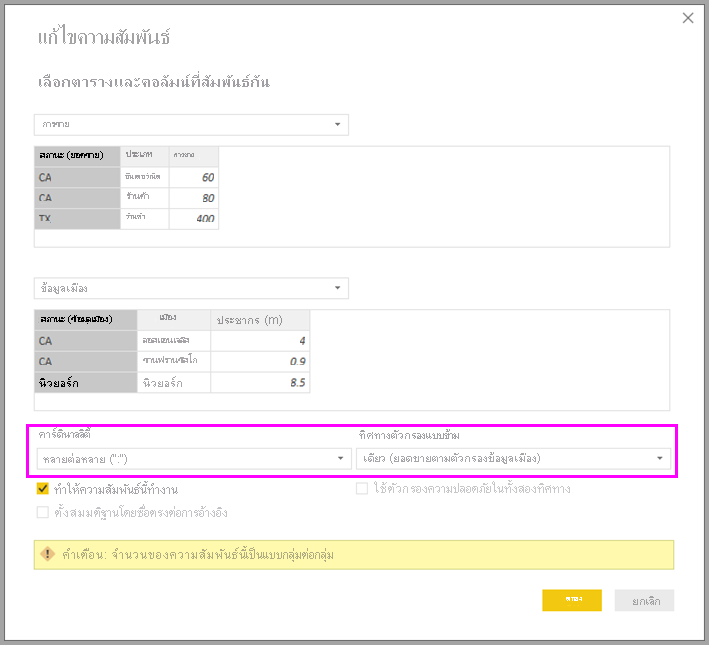 แก้ไขความสัมพันธ์
เลือกตารางและคอลัมน์ที่สัมพันธ์กัน
การขาย
สถานะ (ยอดขาย) ประเภท
CA อินเตอร์เน็ต 60
CA ร้านค้า 80
TX ร้านค้า 400
ข้อมูลเมือง
สถานะ (ข้อมูลเมือง) เมือง ประชากร (m)
CA ลอสแอนเจลิส 4
CA ซานฟรานซิสโก 0.9
นิวยอร์ก นิวยอร์ก 8.5
คาร์ดินาลลิตี้ ทิศทางตัวกรองแบบข้าม
หลายต่อหลาย (*:*) เดียว (ยอดขายตามตัวกรองข้อมูลเมือง)
ทำให้ความสัมพันธ์นี้ทำงาน ใช้ตัวกรองความปลอดภัยในทั้งสองทิศทาง
ตั้งสมมติฐานโดยชื่อตรงต่อการอ้างอิง
คำเตือน: จำนวนของความสัมพันธ์นี้เป็นแบบกลุ่มต่อกลุ่ม
ตกลง ยกเลิก